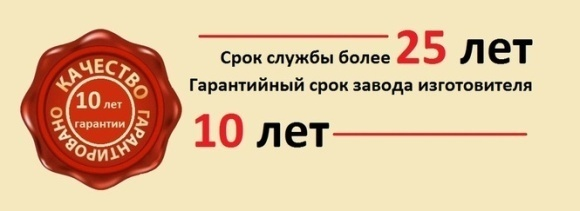 КАЧЕСТВО
ГАРАНТИРОВАНО
10 лет
гарантии
Срок службы более 25 лет
Гарантийный срок завода изготовителя
10 лет